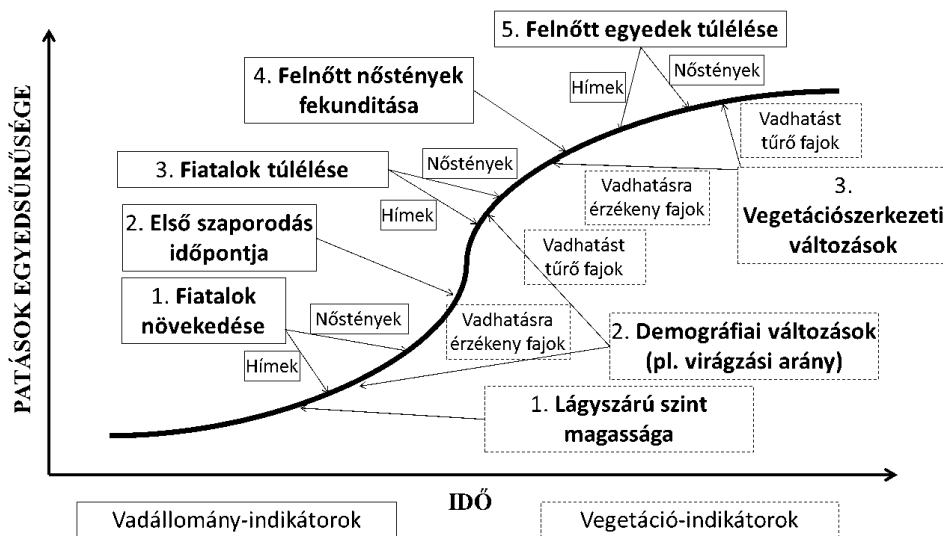 5. Felnőtt egyedek túlélése
Hímek
Nőstények
4. Felnőtt nőstények
fekunditása
Vadhatást
tűrő fajok
3. Fiatalok túlélése
Nőstények
Hímek
Vadhatásra
érzékeny fajok
3.
Vegetációszerkezeti
változások
2. Első szaporodás
időpontja
Vadhatást
tűrő fajok
1. Fiatalok
növekedése
Nőstények
Hímek
Vadhatásra
érzékeny fajok
2. Demográfiai változások
(pl. virágzási arány)
1. Lágyszárú szint
magassága
PATÁSOK EGYEDSŰRŰSÉGE
IDŐ
Vadállomány-indikátorok
Vegetáció-indikátorok